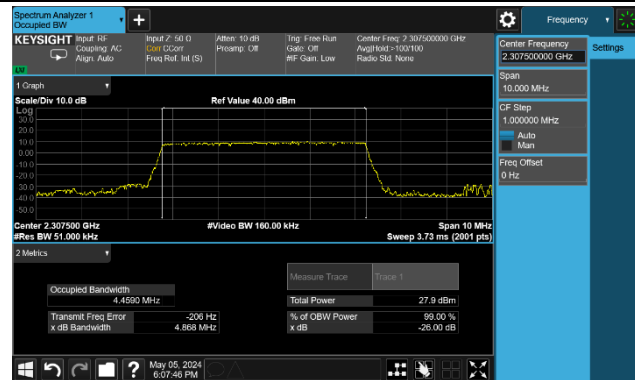 Spectrum Analyzer 1
Occupied BW
+
Frequency
KEYSIGHT
Input: RF
Coupling: AC
Align: Auto
Input Z: 50 Ω
Corr CCorr
Freq Ref: Int (S)
Atten: 10 dB
Preamp: Off
Trig: Free Run
Gate: Off
#IF Gain: Low
Center Freq: 2.307500000 GHz
Avg|Hold:>100/100
Radio Std: None
Center Frequency
2.307500000 GHz
Settings
Span
10.000 MHz
CF Step
1.000000 MHz
Auto
Man
Freq Offset
0 Hz
1 Graph
Scale/Div 10.0 dB
Ref Value 40.00 dBm
Log
30.0
20.0
10.0
0.00
-10.0
-20.0
-30.0
-40.0
-50.0
Center 2.307500 GHz
#Video BW 160.00 kHz
Span 10 MHz
#Res BW 51.000 kHz
Sweep 3.73 ms (2001 pts)
2 Metrics
Measure Trace
Trace 1
Occupied Bandwidth
4.4590 MHz
Total Power
27.9 dBm
Transmit Freq Error
-206 Hz
% of OBW Power
99.00 %
x dB Bandwidth
4.868 MHz
x dB
-26.00 dB
?
May 05, 2024
6:07:46 PM